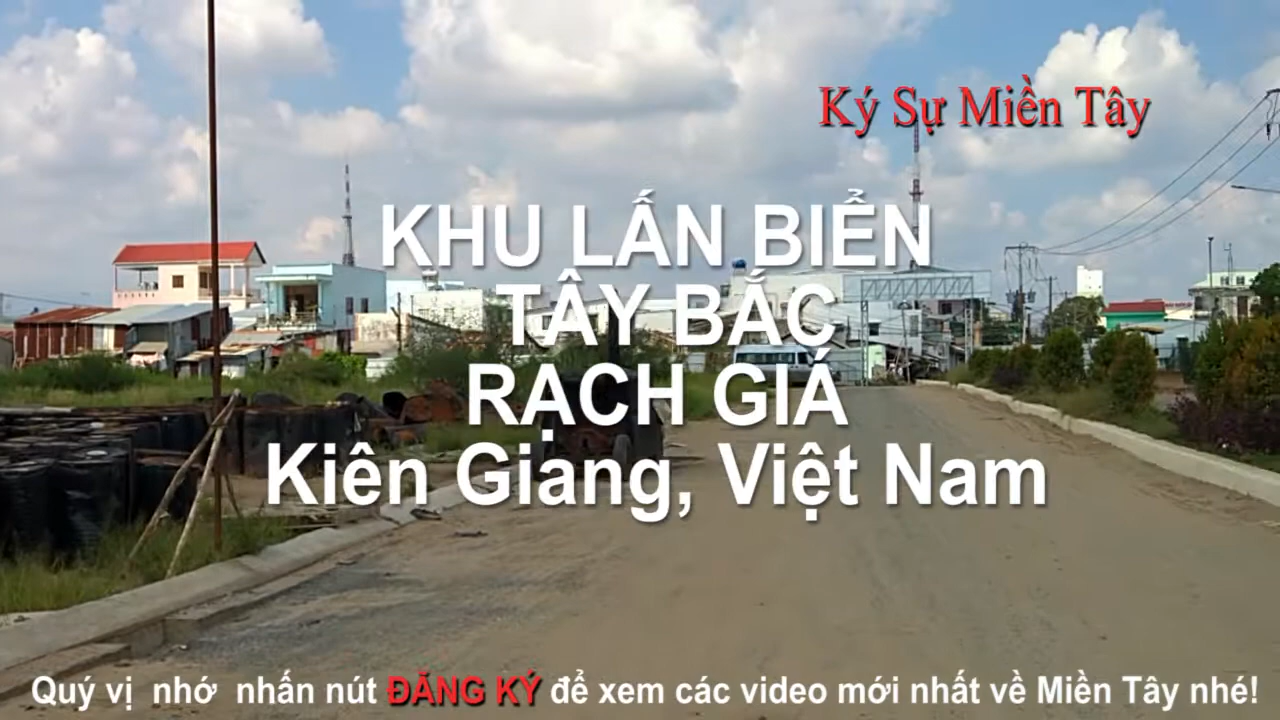 Ký Sự Miền Tây
KHU LẤN BIỂN
TÂY BẮC
RẠCH GIÁ
Kiên Giang, Việt Nam
Quý vị nhớ nhấn nút ĐĂNG KÝ để xem các video mới nhất về Miền Tây nhé!